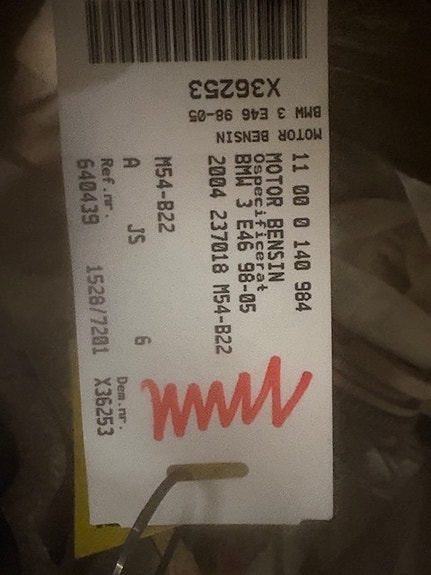 X36253
BMW 3 E46 98-05
MOTOR BENSIN
11 00 0 140 984
MOTOR BENSIN
Ospecificerat
BMW 3 E46 98-05
2004 237018 M54-B22
M54-B22
A JS 6
Ref.nr. Dem.nr.
640439 1528/7201 X36253